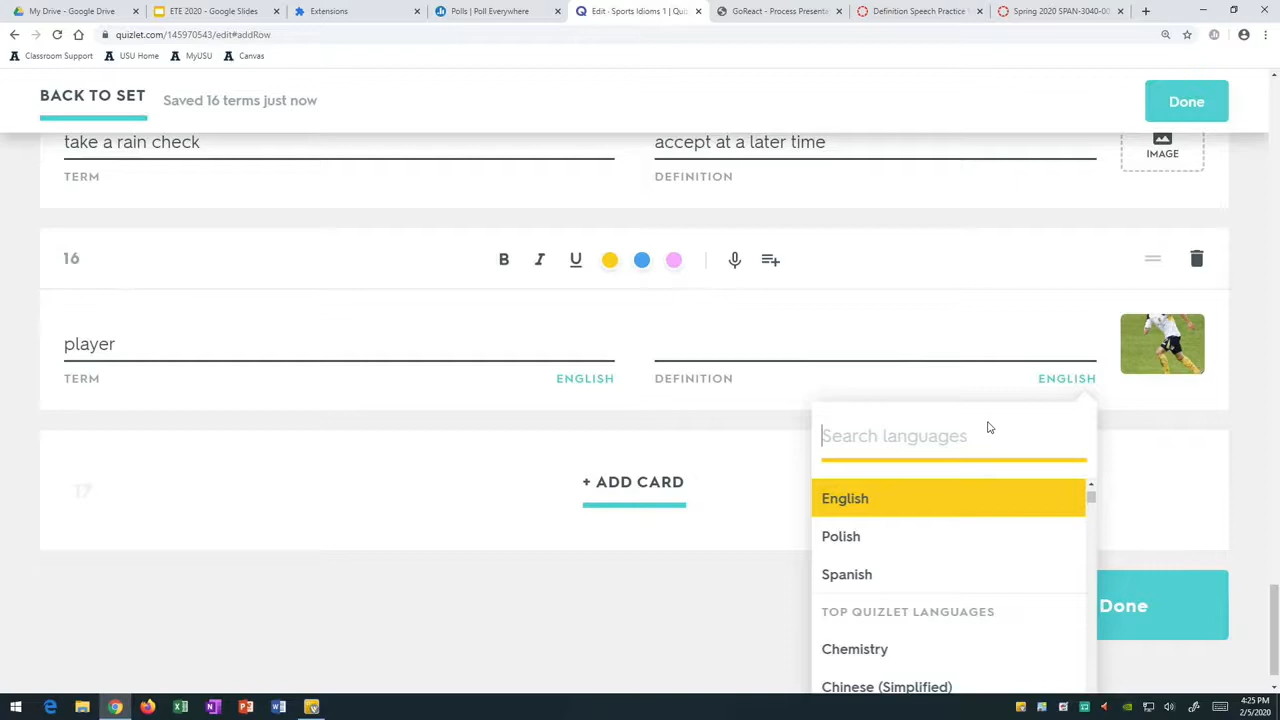 My Drive - Google Drive
ETE 2020 - Google Slides
Extensions
Polls | Poll Everywhere
Edit · Sports Idioms 1 | Quiz
GoReact - Process Presenta
Definition Speech Practice
Spring 2020 SPAN-3040-00
quizlet.com/145970543/edit#addRow
Classroom Support
USU Home
MyUSU
Canvas
BACK TO SET
Saved 16 terms just now
Done
take a rain check
accept at a later time
IMAGE
TERM
DEFINITION
16
B I U
player
TERM
ENGLISH
DEFINITION
ENGLISH
Search languages
English
Polish
Spanish
TOP QUIZLET LANGUAGES
Chemistry
Chinese (Simplified)
17
+ ADD CARD
Done
4:25 PM
2/5/2020